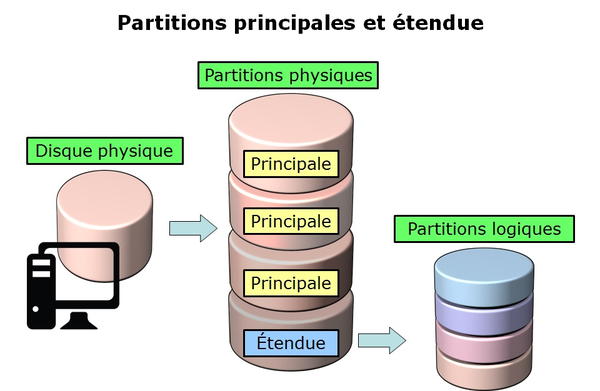 Partitions principales et étendue
Partitions physiques
Disque physique
Principale
Principale
Partitions logiques
Principale
Étendue